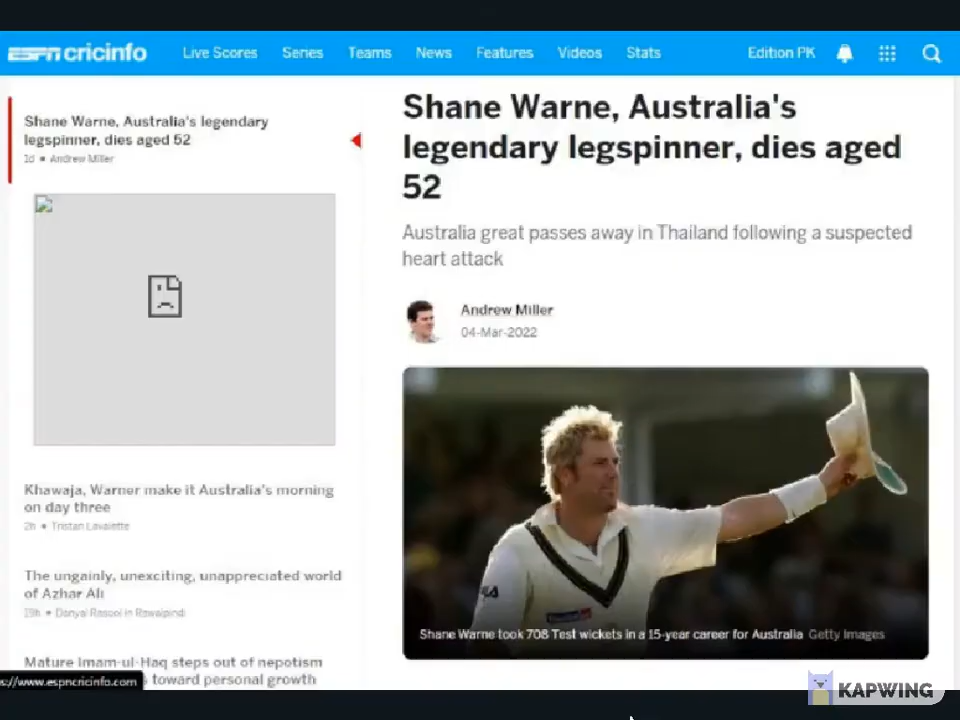 ESPN cricinfo Live Scores Series Teams News Features Videos Stats Edition PK
Shane Warne, Australia's legendary
legspinner, dies aged 52
1d • Andrew Miller
Khawaja, Warner make it Australia's morning
on day three
2h • Tristan Lavalette
The ungainly, unexciting, unappreciated world
of Azhar Ali
Danyal Rasool in Rawalpindi
Mature Imam-ul-Haq steps out of nepotism
toward personal growth
s://www.espncricinfo.com
Shane Warne, Australia's
legendary legspinner, dies aged
52
Australia great passes away in Thailand following a suspected
heart attack
Andrew Miller
04-Mar-2022
Shane Warne took 708 Test wickets in a 15-year career for Australia Getty Images
KAPWING